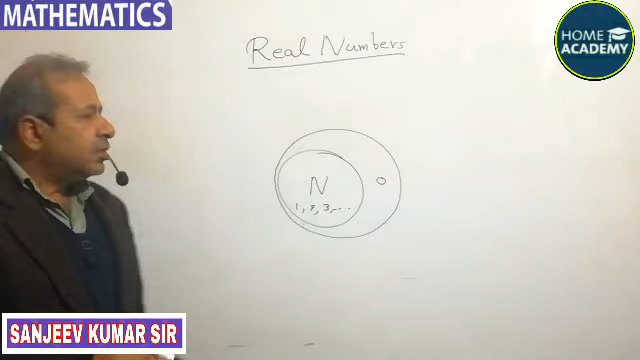 MATHEMATICS
HOME
ACADEMY
Real Numbers
N
0
1, 2, 3, ...
SANJEEV KUMAR SIR